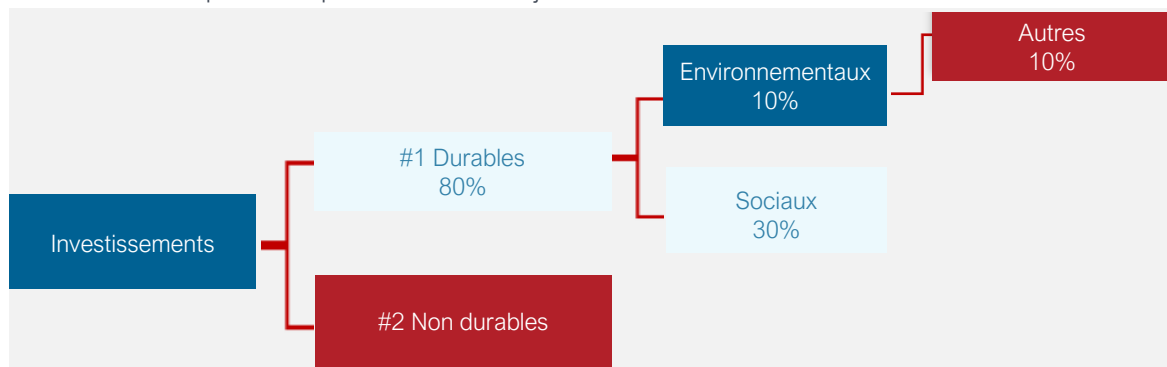 Investissements
#1 Durables
80%
#2 Non durables
Environnementaux
10%
Sociaux
30%
Autres
10%